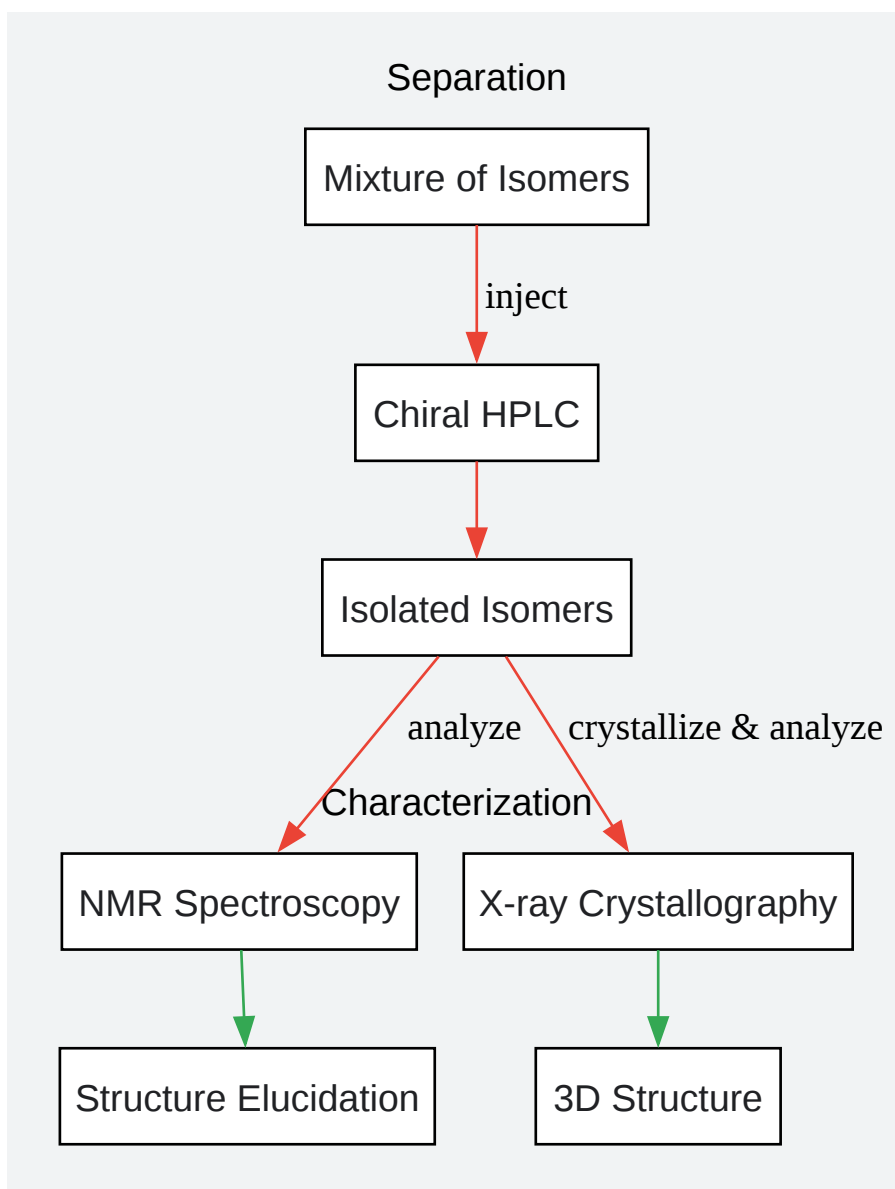 Separation
Mixture of Isomers
inject
Chiral HPLC
Isolated Isomers
analyze
crystallize & analyze
Characterization
NMR Spectroscopy
X-ray Crystallography
Structure Elucidation
3D Structure